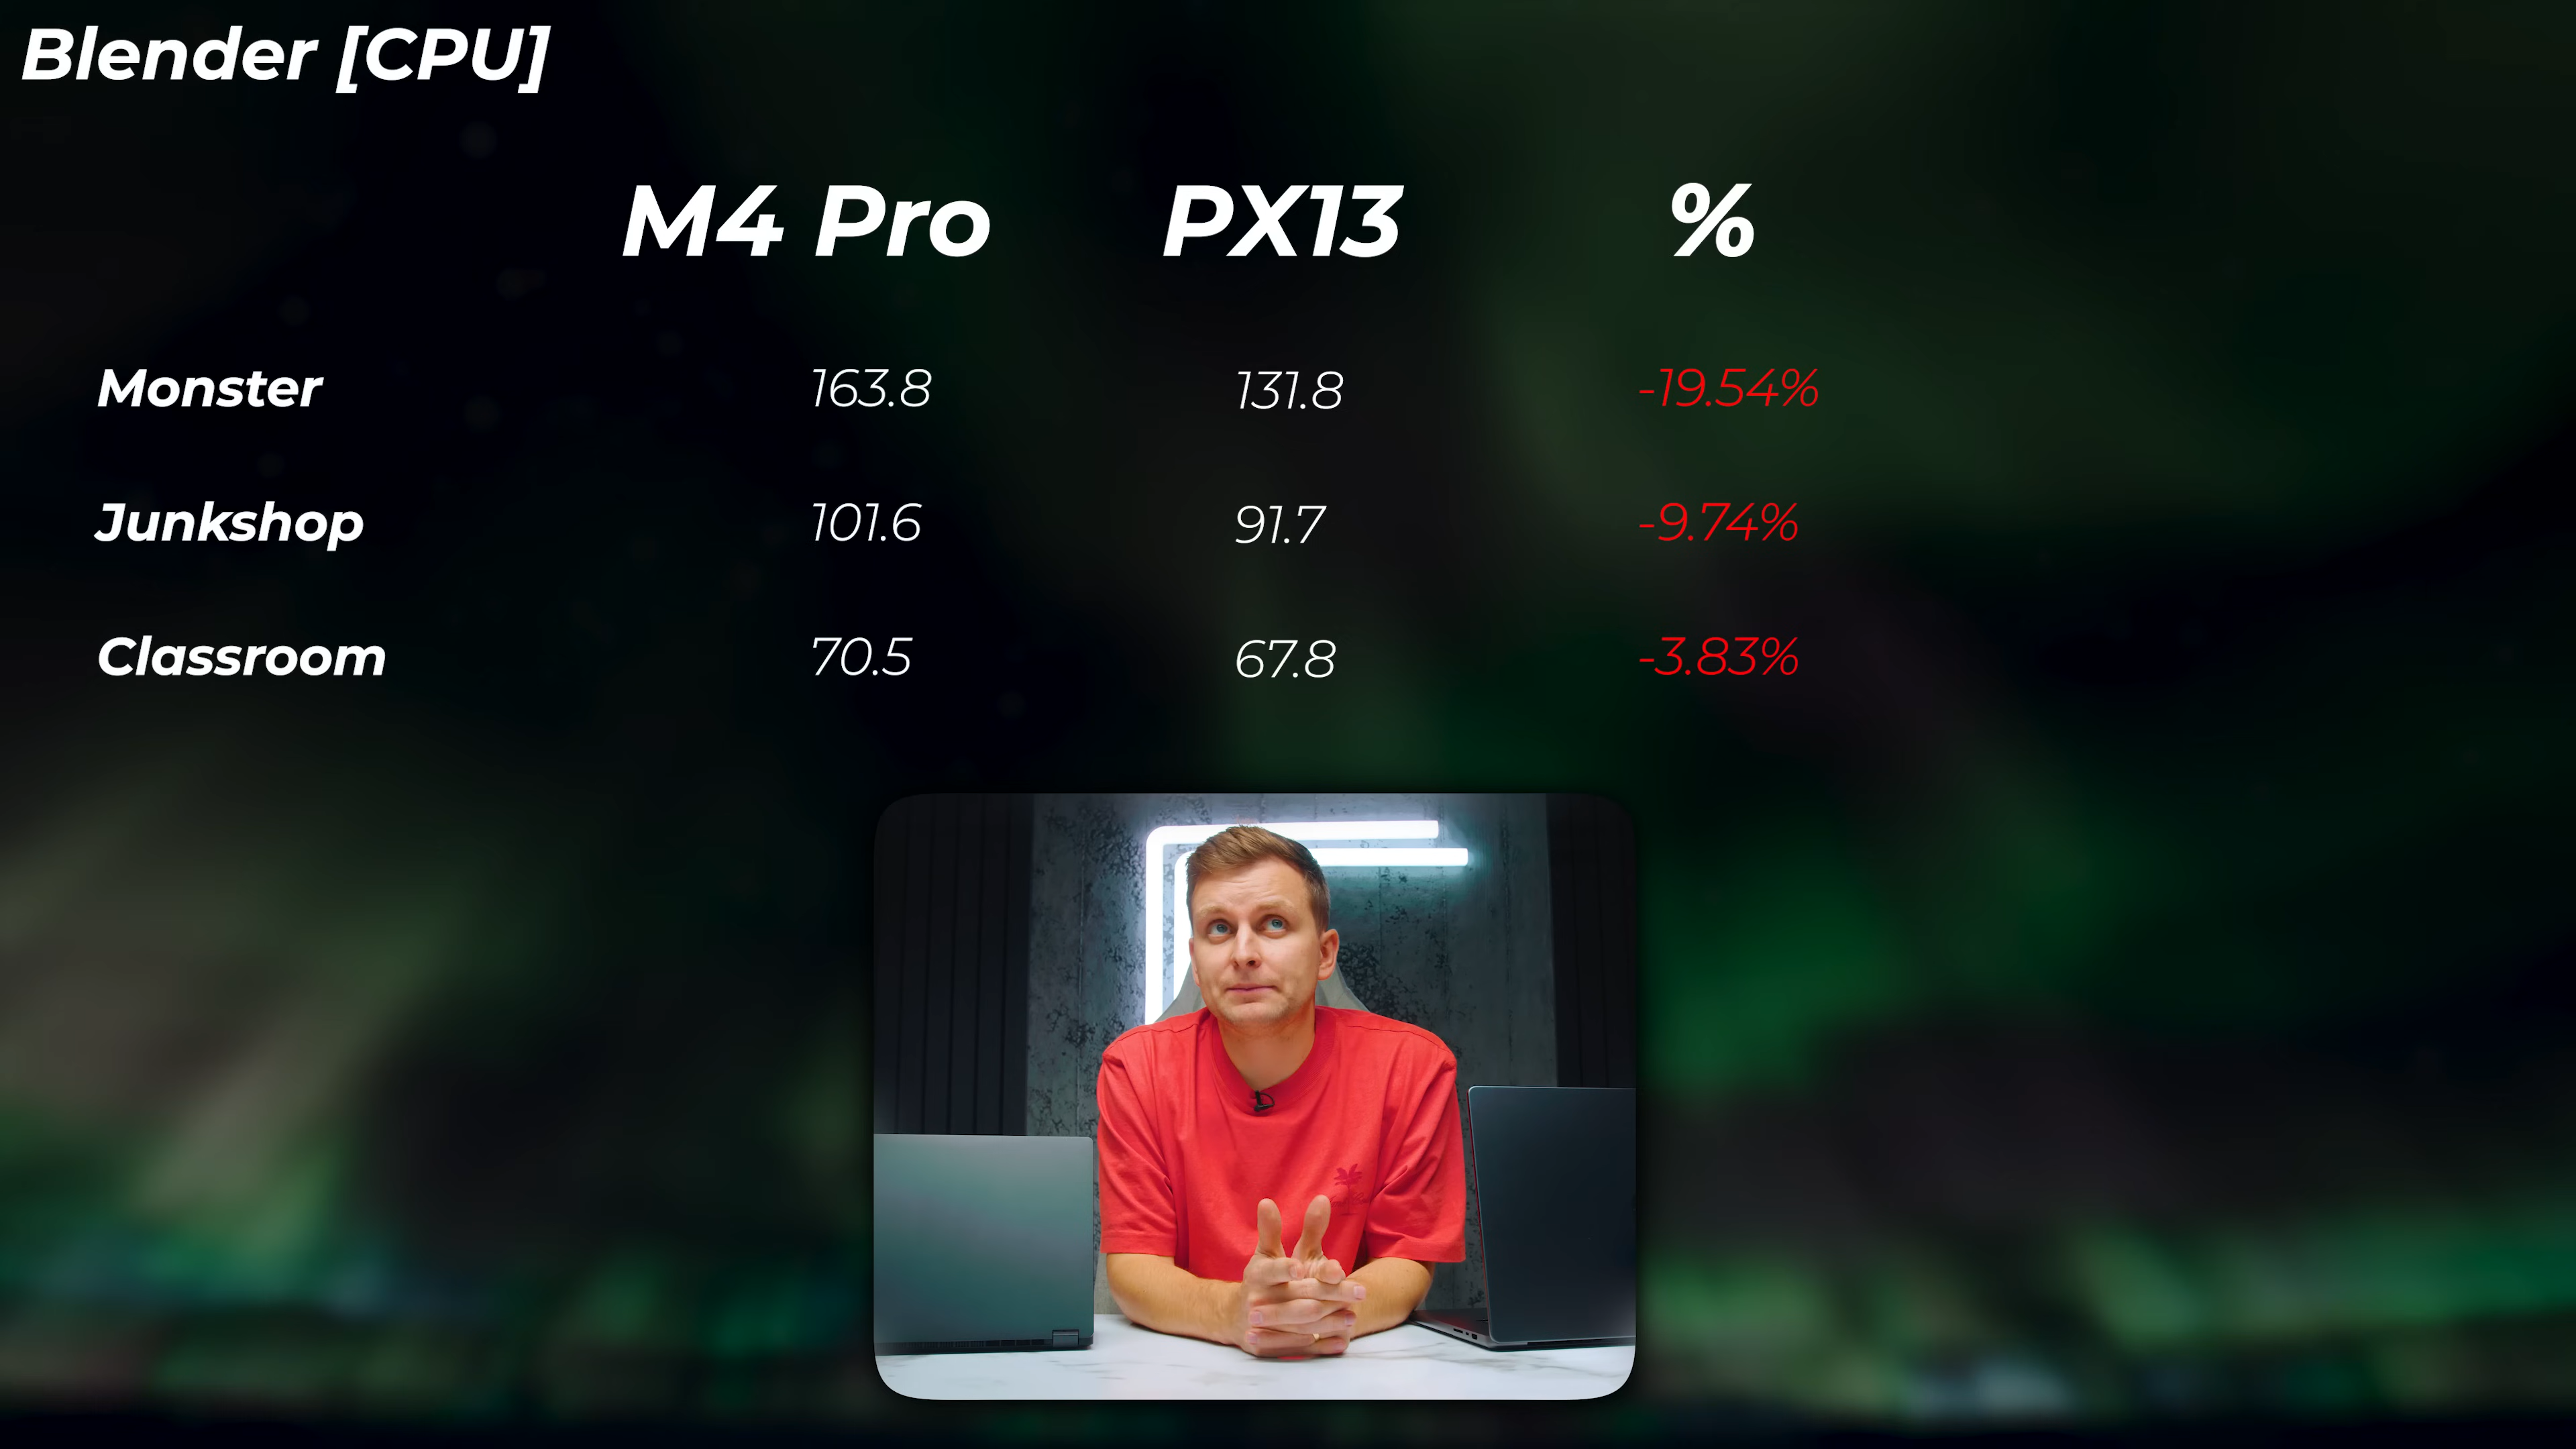 Blender [CPU]
M4 Pro PX13 %
Monster 163.8 131.8 -19.54%
Junkshop 101.6 91.7 -9.74%
Classroom 70.5 67.8 -3.83%